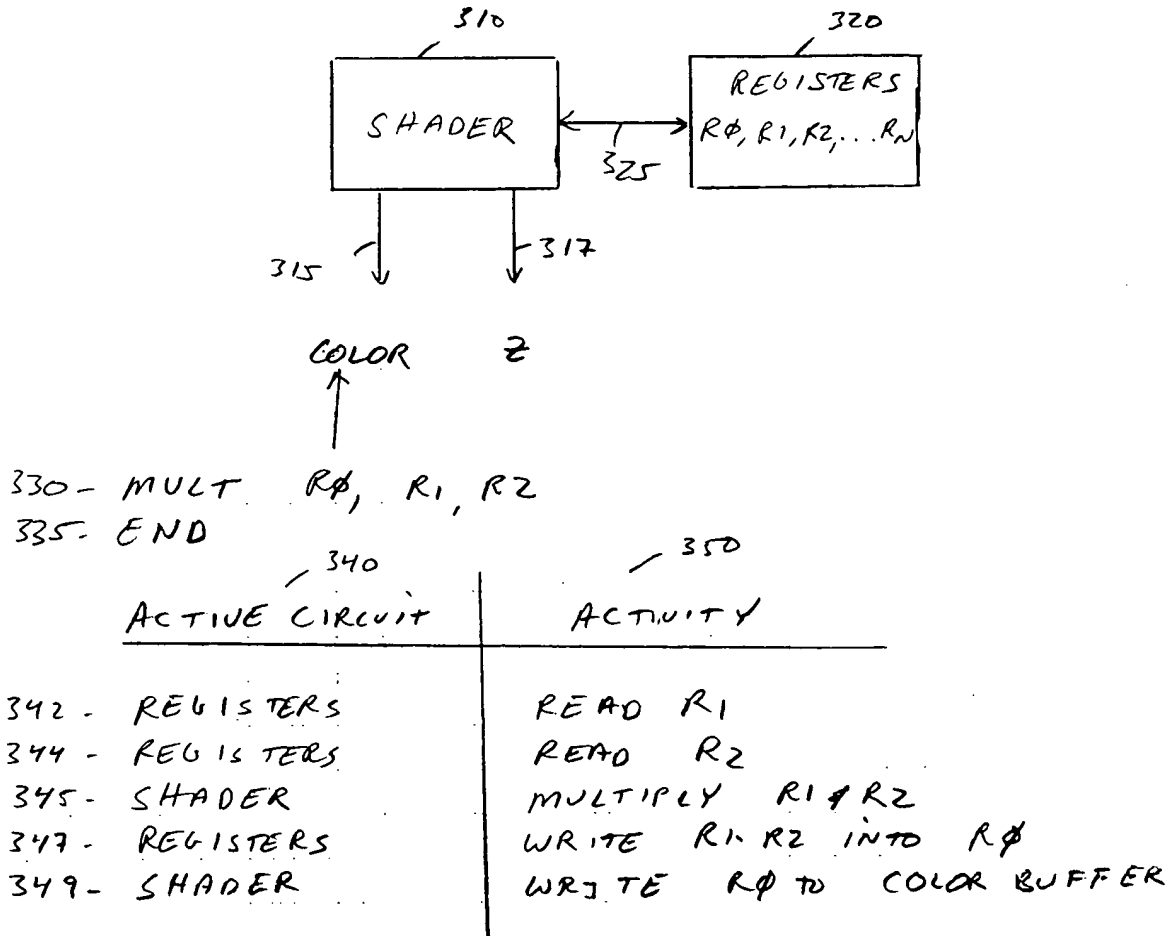 310
320
SHADER
REGISTERS
RØ, R1, R2, ... RN
325
315
317
COLOR Z
330- MULT RØ, R1, R2
335- END
340
350
ACTIVE CIRCUIT ACTIVITY
342- REGISTERS READ R1
344- REGISTERS READ R2
345- SHADER MULTIPLY R1 & R2
347- REGISTERS WRITE R1·R2 INTO RØ
349- SHADER WRITE RØ TO COLOR BUFFER